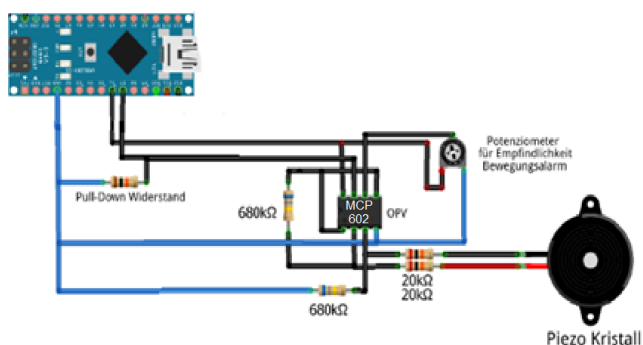 Potenziometer
für Empfindlichkeit
Bewegungsalarm
Pull-Down Widerstand
680kΩ
MCP
602
OPV
20kΩ
20kΩ
680kΩ
Piezo Kristall